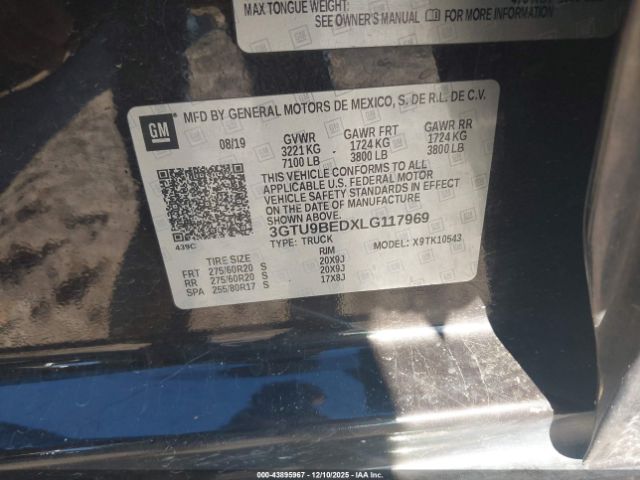 MAX TONGUE WEIGHT:
SEE OWNER'S MANUAL FOR MORE INFORMATION
GM
MFD BY GENERAL MOTORS DE MEXICO, S. DE R.L. DE C.V.
08/19 GVWR GAWR FRT GAWR RR
3221 KG 1724 KG 1724 KG
7100 LB 3800 LB 3800 LB
THIS VEHICLE CONFORMS TO ALL
APPLICABLE U.S. FEDERAL MOTOR
VEHICLE SAFETY STANDARDS IN EFFECT
ON THE DATE OF MANUFACTURE
SHOWN ABOVE.
3GTU9BEDXLG117969
439C TYPE: TRUCK MODEL: X9TK10543
TIRE SIZE RIM
FRT 275/60R20 S 20X9J
RR 275/60R20 S 20X9J
SPA 255/80R17 S 17X8J
000-43895967 - 12/10/2025 - IAA Inc.